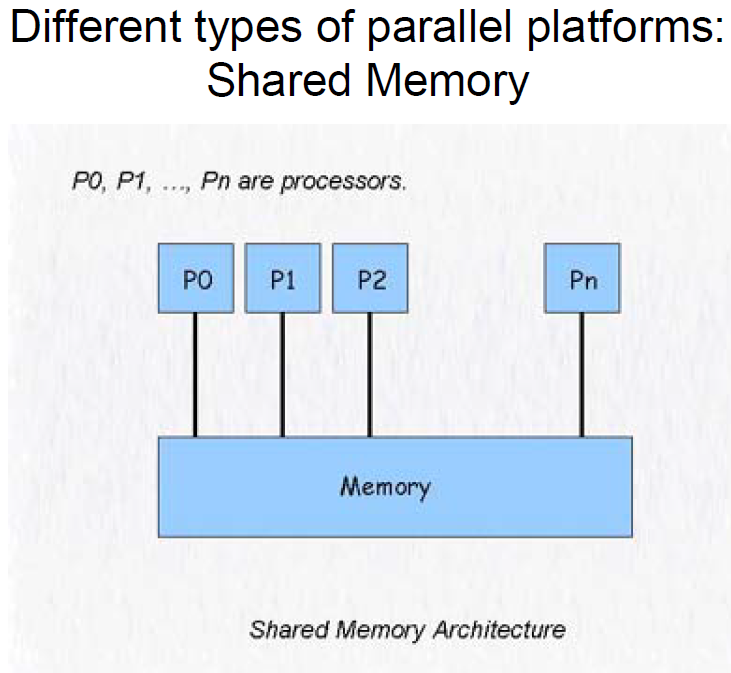 Different types of parallel platforms:
Shared Memory
P0, P1, ..., Pn are processors.
P0 P1 P2 Pn
Memory
Shared Memory Architecture